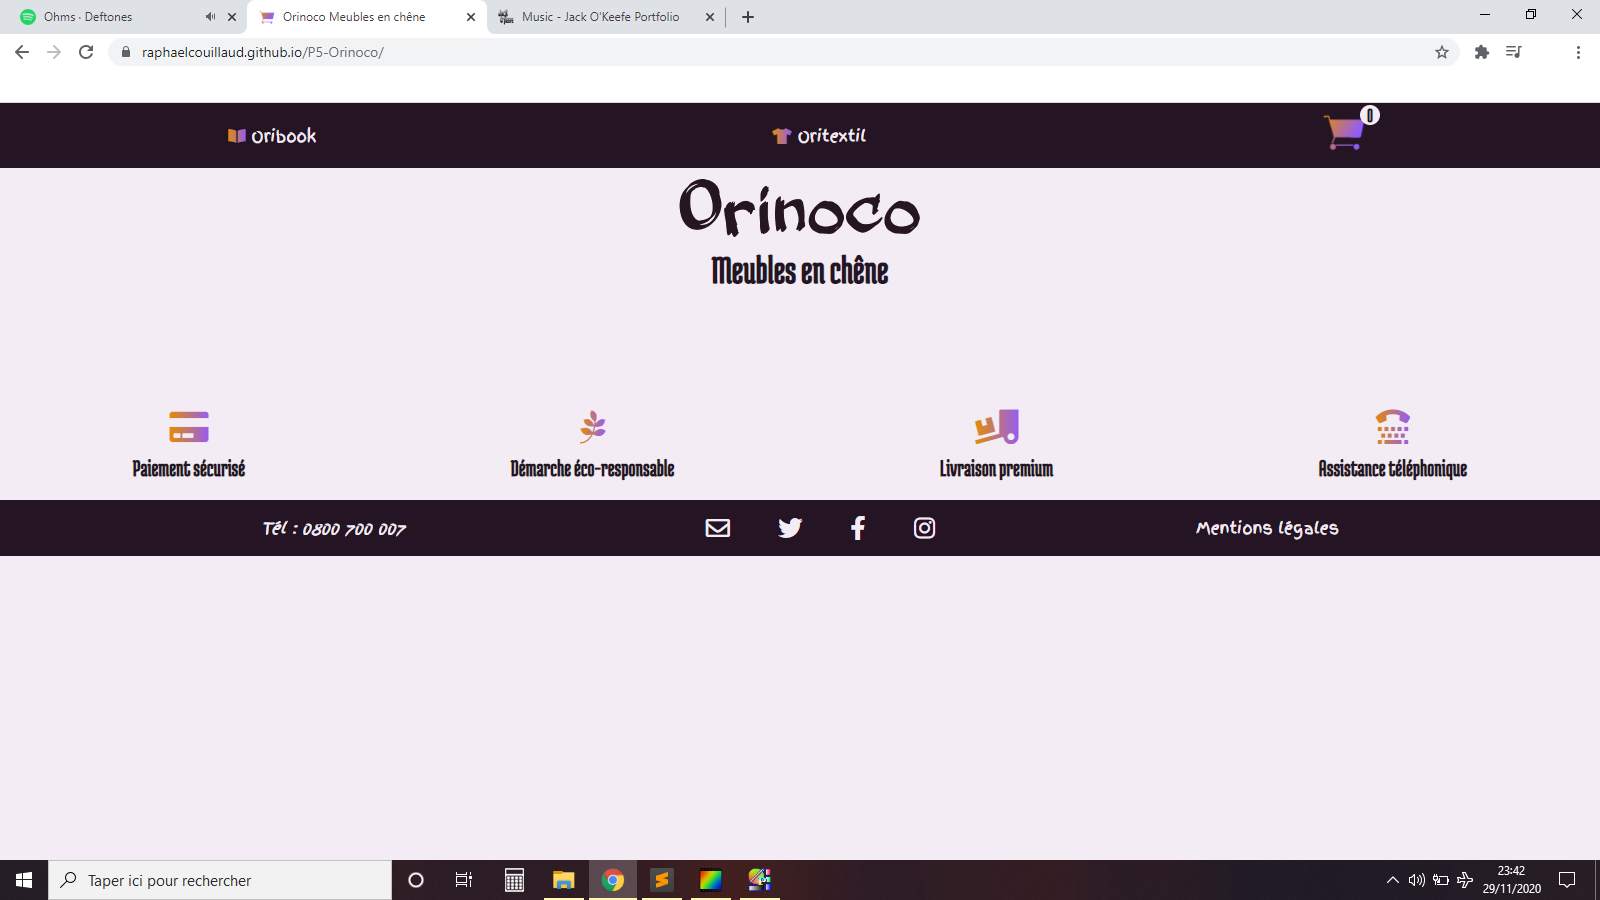 Ohms · Deftones
Orinoco Meubles en chêne
Music - Jack O'Keefe Portfolio
raphaelcouillaud.github.io/P5-Orinoco/
Oribook
Oritextil
0
Orinoco
Meubles en chêne
Paiement sécurisé
Démarche éco-responsable
Livraison premium
Assistance téléphonique
Tél : 0800 700 007
Mentions légales
Taper ici pour rechercher
23:42
29/11/2020